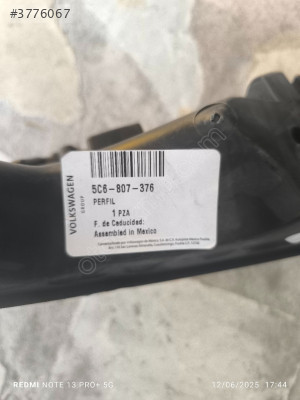 #3776067
VOLKSWAGEN
GROUP
5C6-807-376
PERFIL
1 PZA
F. de Caducidad:
Assembled in Mexico
REDMI NOTE 13 PRO+ 5G
12/06/2025 17:44